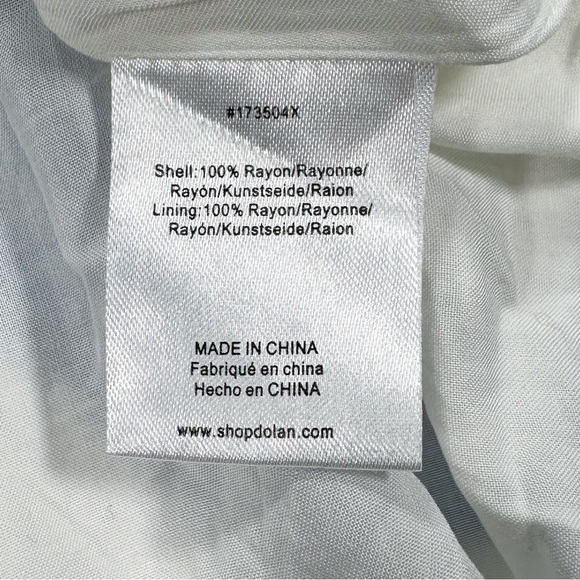 #173504X
Shell:100% Rayon/Rayonne/
Rayón/Kunstseide/Raion
Lining:100% Rayon/Rayonne/
Rayón/Kunstseide/Raion
MADE IN CHINA
Fabriqué en china
Hecho en CHINA
www.shopdolan.com